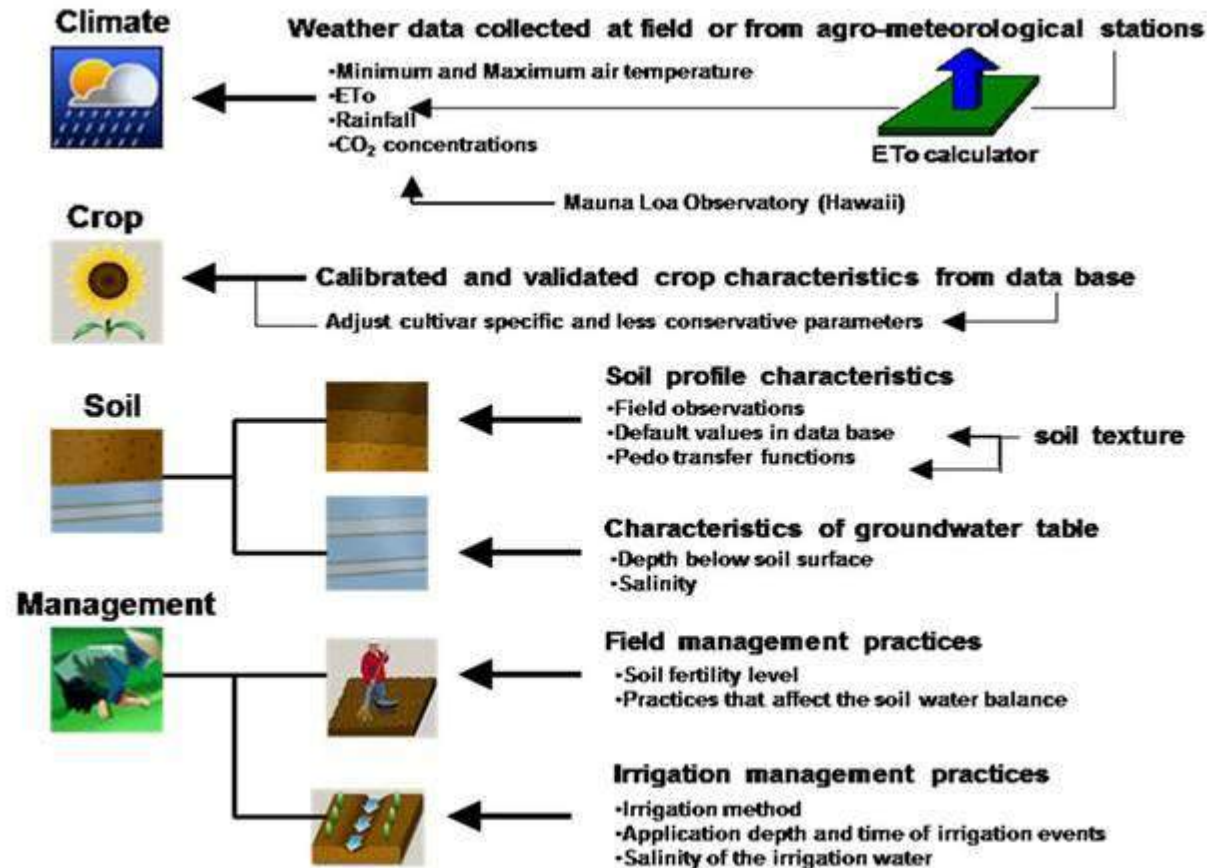 Climate
Weather data collected at field or from agro-meteorological stations
•Minimum and Maximum air temperature
•ETo
•Rainfall
•CO₂ concentrations
ETo calculator
Mauna Loa Observatory (Hawaii)
Crop
Calibrated and validated crop characteristics from data base
Adjust cultivar specific and less conservative parameters
Soil
Soil profile characteristics
•Field observations
•Default values in data base
•Pedo transfer functions
soil texture
Characteristics of groundwater table
•Depth below soil surface
•Salinity
Management
Field management practices
•Soil fertility level
•Practices that affect the soil water balance
Irrigation management practices
•Irrigation method
•Application depth and time of irrigation events
•Salinity of the irrigation water